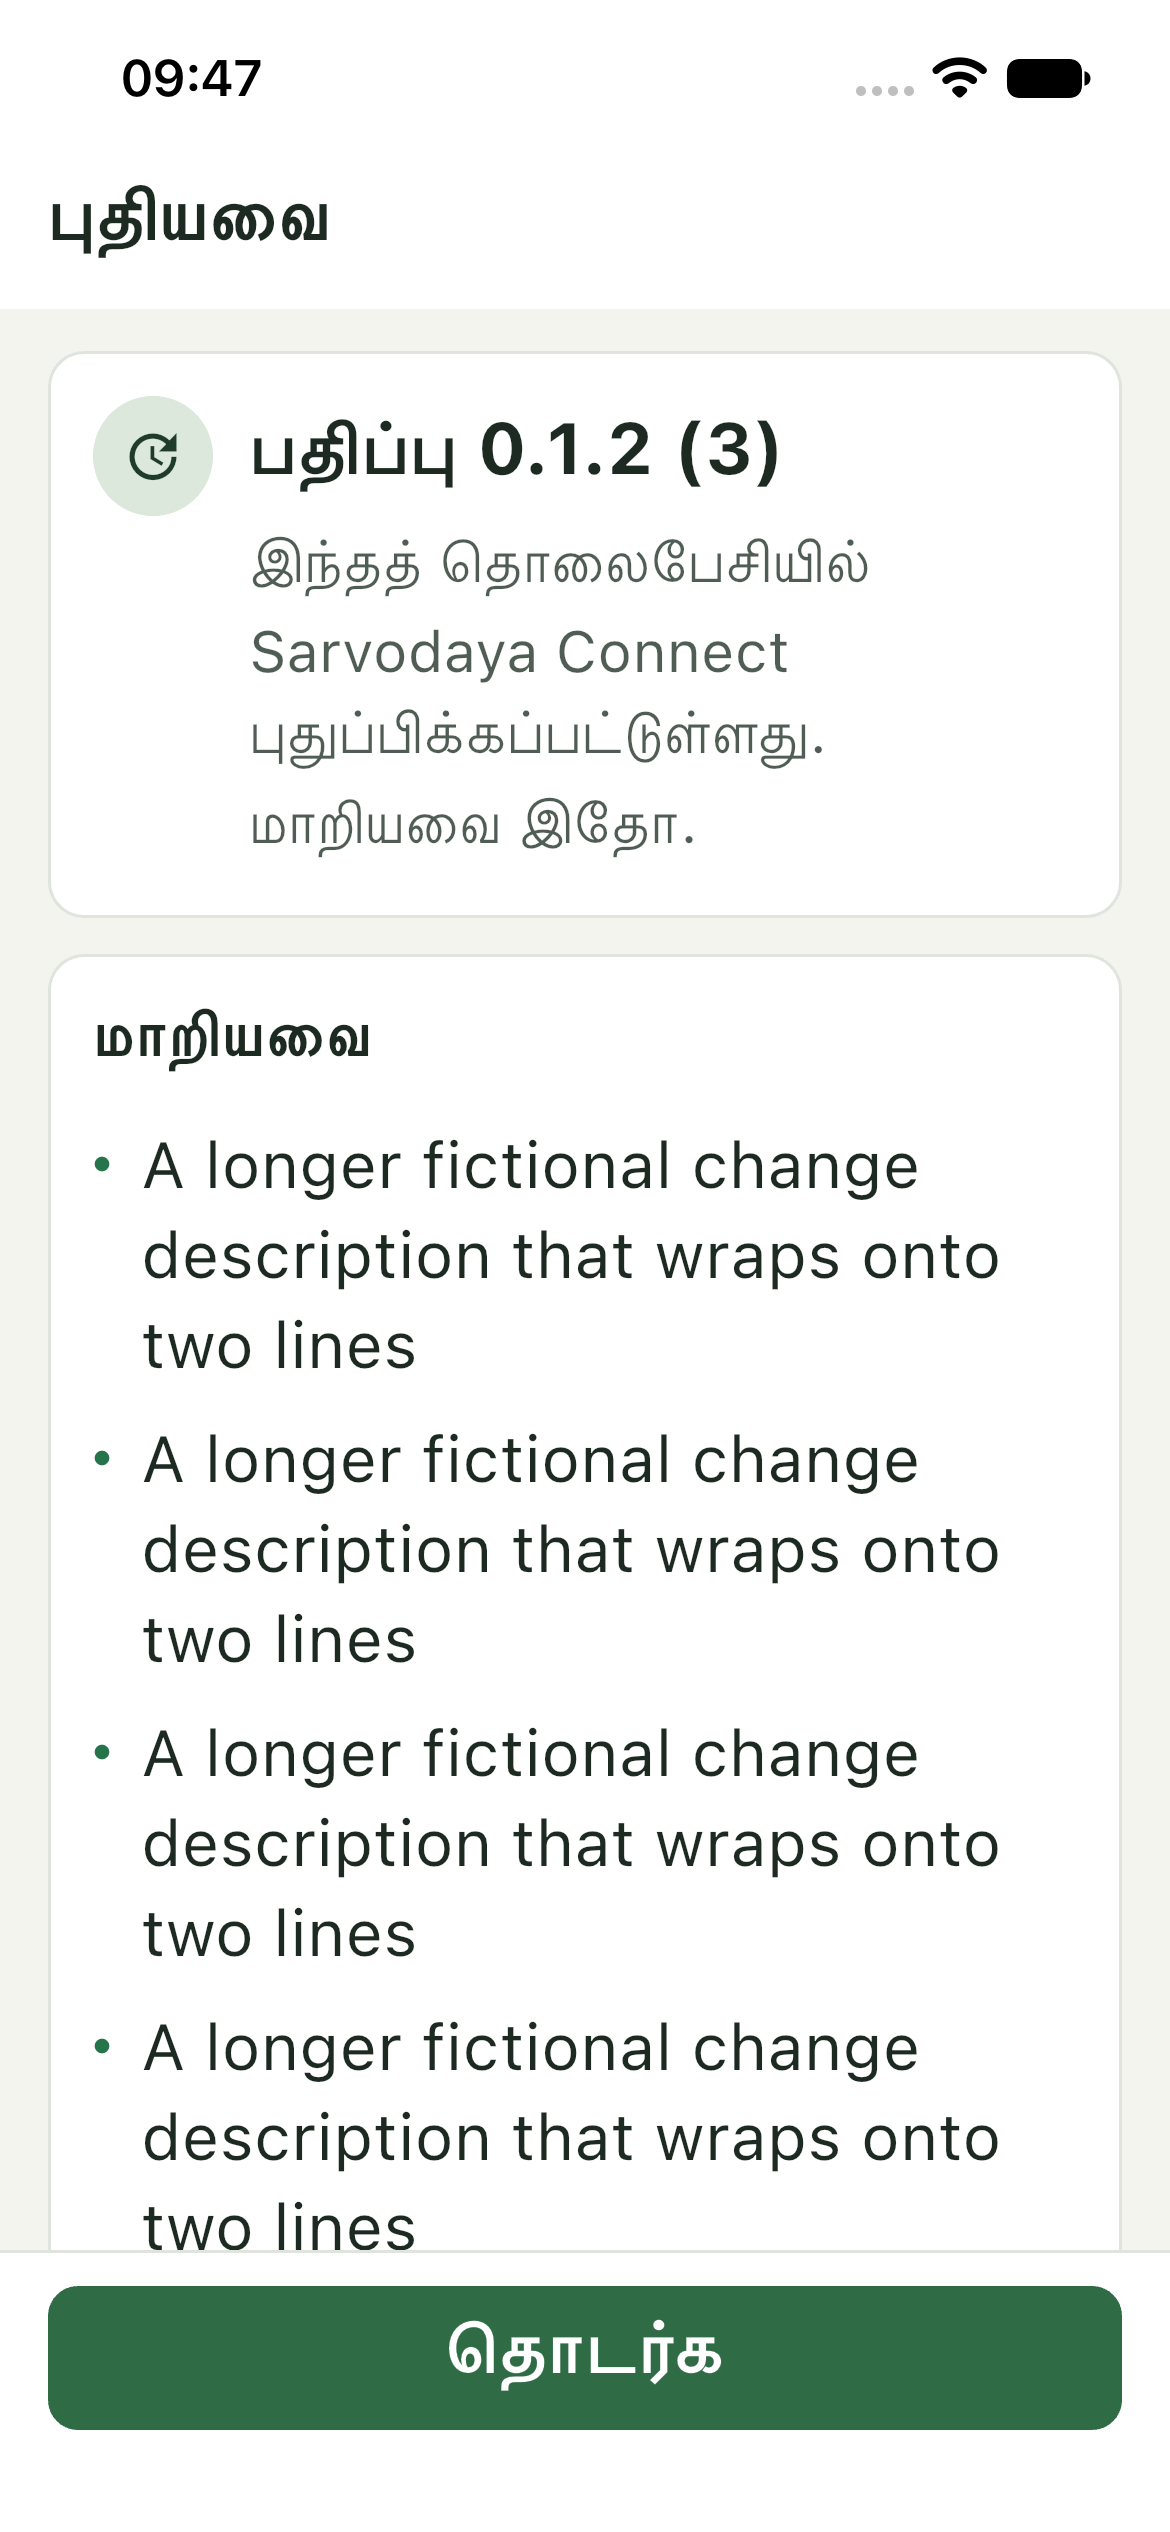 09:47
புதியவை
பதிப்பு 0.1.2 (3)
இந்தத் தொலைபேசியில்
Sarvodaya Connect
புதுப்பிக்கப்பட்டுள்ளது.
மாறியவை இதோ.
மாறியவை
• A longer fictional change
description that wraps onto
two lines
• A longer fictional change
description that wraps onto
two lines
• A longer fictional change
description that wraps onto
two lines
• A longer fictional change
description that wraps onto
two lines
தொடர்க